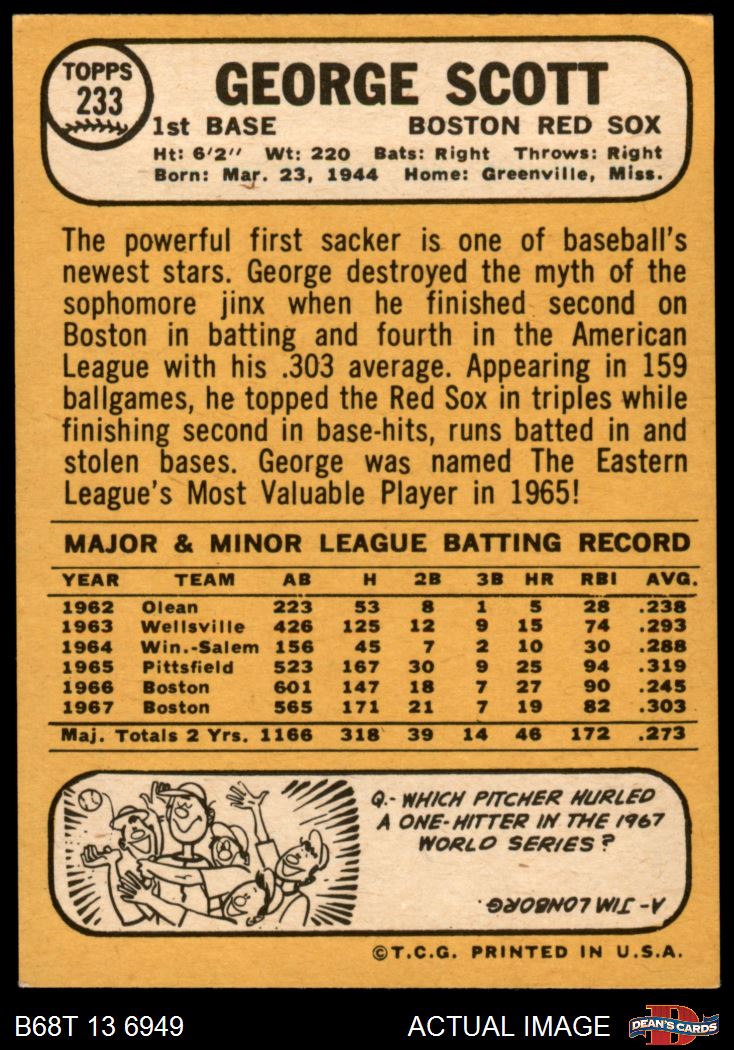 TOPPS
233
GEORGE SCOTT
1st BASE BOSTON RED SOX
Ht: 6'2" Wt: 220 Bats: Right Throws: Right
Born: Mar. 23, 1944 Home: Greenville, Miss.
The powerful first sacker is one of baseball's
newest stars. George destroyed the myth of the
sophomore jinx when he finished second on
Boston in batting and fourth in the American
League with his .303 average. Appearing in 159
ballgames, he topped the Red Sox in triples while
finishing second in base-hits, runs batted in and
stolen bases. George was named The Eastern
League's Most Valuable Player in 1965!
MAJOR & MINOR LEAGUE BATTING RECORD
YEAR TEAM AB H 2B 3B HR RBI AVG.
1962 Olean 223 53 8 1 5 28 .238
1963 Wellsville 426 125 12 9 15 74 .293
1964 Win.-Salem 156 45 7 2 10 30 .288
1965 Pittsfield 523 167 30 9 25 94 .319
1966 Boston 601 147 18 7 27 90 .245
1967 Boston 565 171 21 7 19 82 .303
Maj. Totals 2 Yrs. 1166 318 39 14 46 172 .273
Q.- WHICH PITCHER HURLED
A ONE-HITTER IN THE 1967
WORLD SERIES?
A- JIM LONBORG.
©T.C.G. PRINTED IN U.S.A.
B68T 13 6949 ACTUAL IMAGE D DEAN'S CARDS